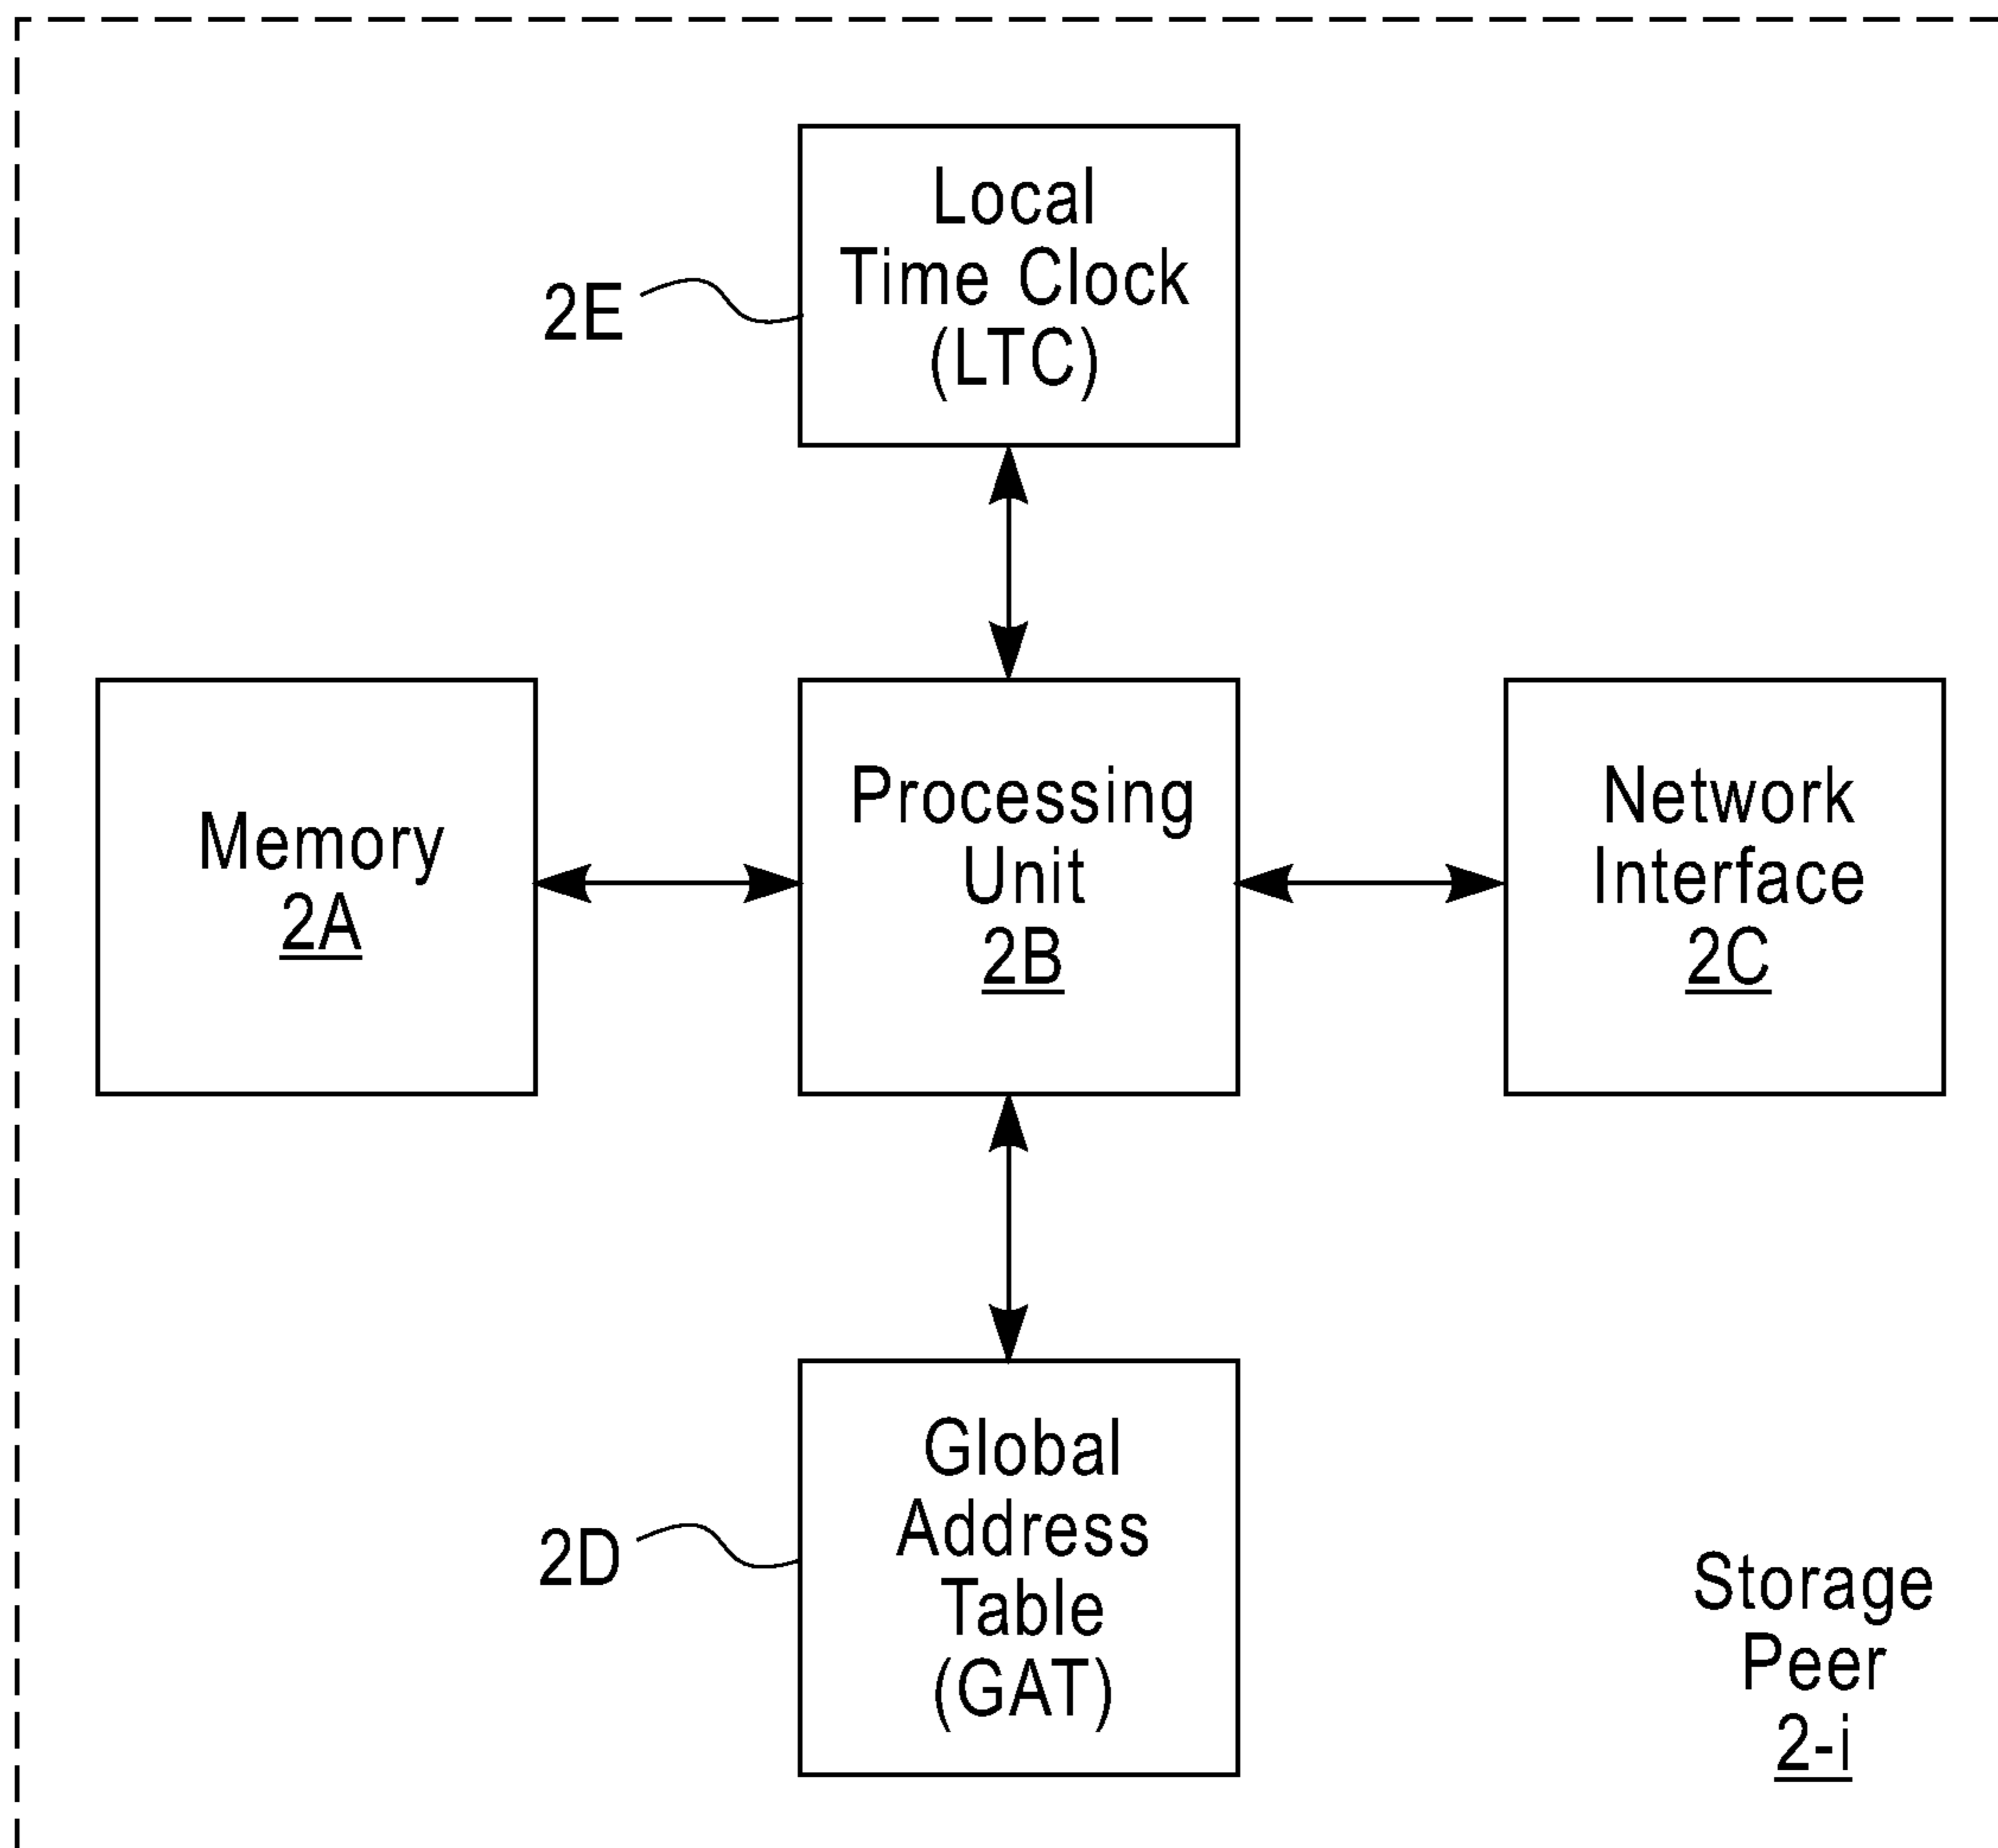 Local
Time Clock
(LTC)
2E
Memory
2A
Processing
Unit
2B
Network
Interface
2C
Global
Address
Table
(GAT)
2D
Storage
Peer
2-i